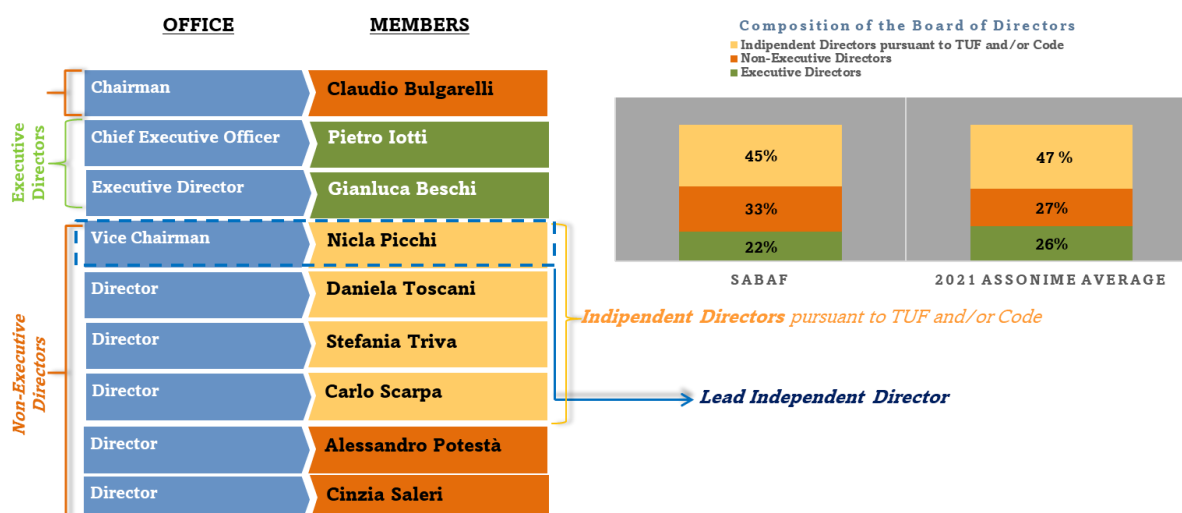 OFFICE
MEMBERS
Chairman
Claudio Bulgarelli
Executive
Directors
Chief Executive Officer
Pietro Iotti
Executive Director
Gianluca Beschi
Non-Executive
Directors
Vice Chairman
Nicla Picchi
Director
Daniela Toscani
Director
Stefania Triva
Director
Carlo Scarpa
Director
Alessandro Potestà
Director
Cinzia Saleri
Indipendent Directors pursuant to TUF and/or Code
Lead Independent Director
Composition of the Board of Directors
Indipendent Directors pursuant to TUF and/or Code
Non-Executive Directors
Executive Directors
45%
33%
22%
47 %
27%
26%
SABAF
2021 ASSONIME AVERAGE